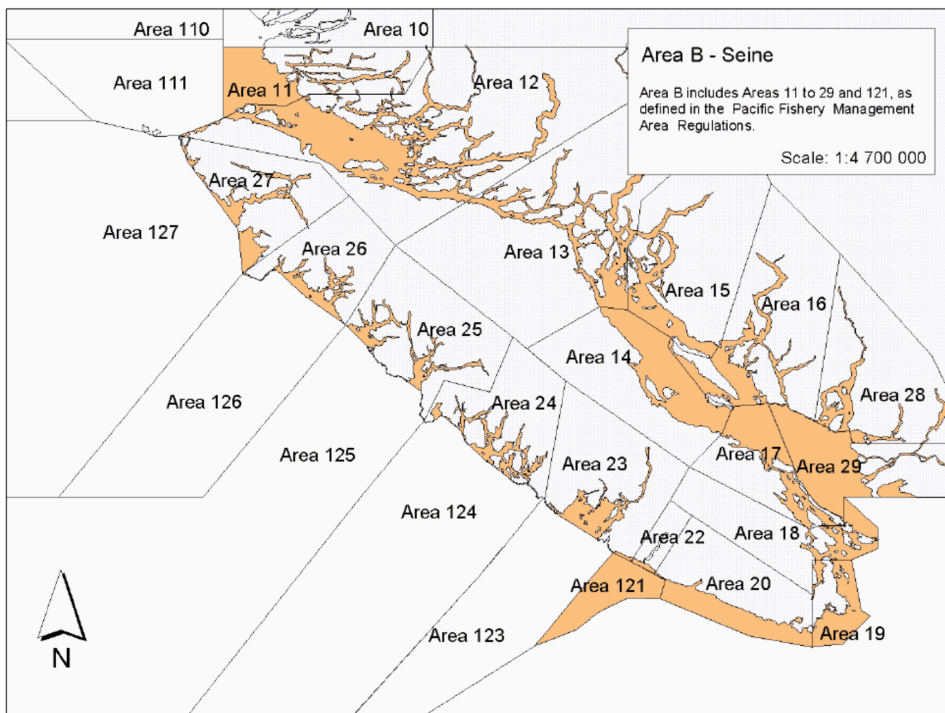 Area 110
Area 10
Area B - Seine
Area 111
Area 11
Area 12
Area B includes Areas 11 to 29 and 121, as
defined in the Pacific Fishery Management
Area Regulations.
Scale: 1:4 700 000
Area 27
Area 127
Area 26
Area 13
Area 15
Area 16
Area 25
Area 14
Area 28
Area 126
Area 24
Area 125
Area 17
Area 23
Area 29
Area 124
Area 22
Area 18
Area 121
Area 20
Area 123
Area 19
N